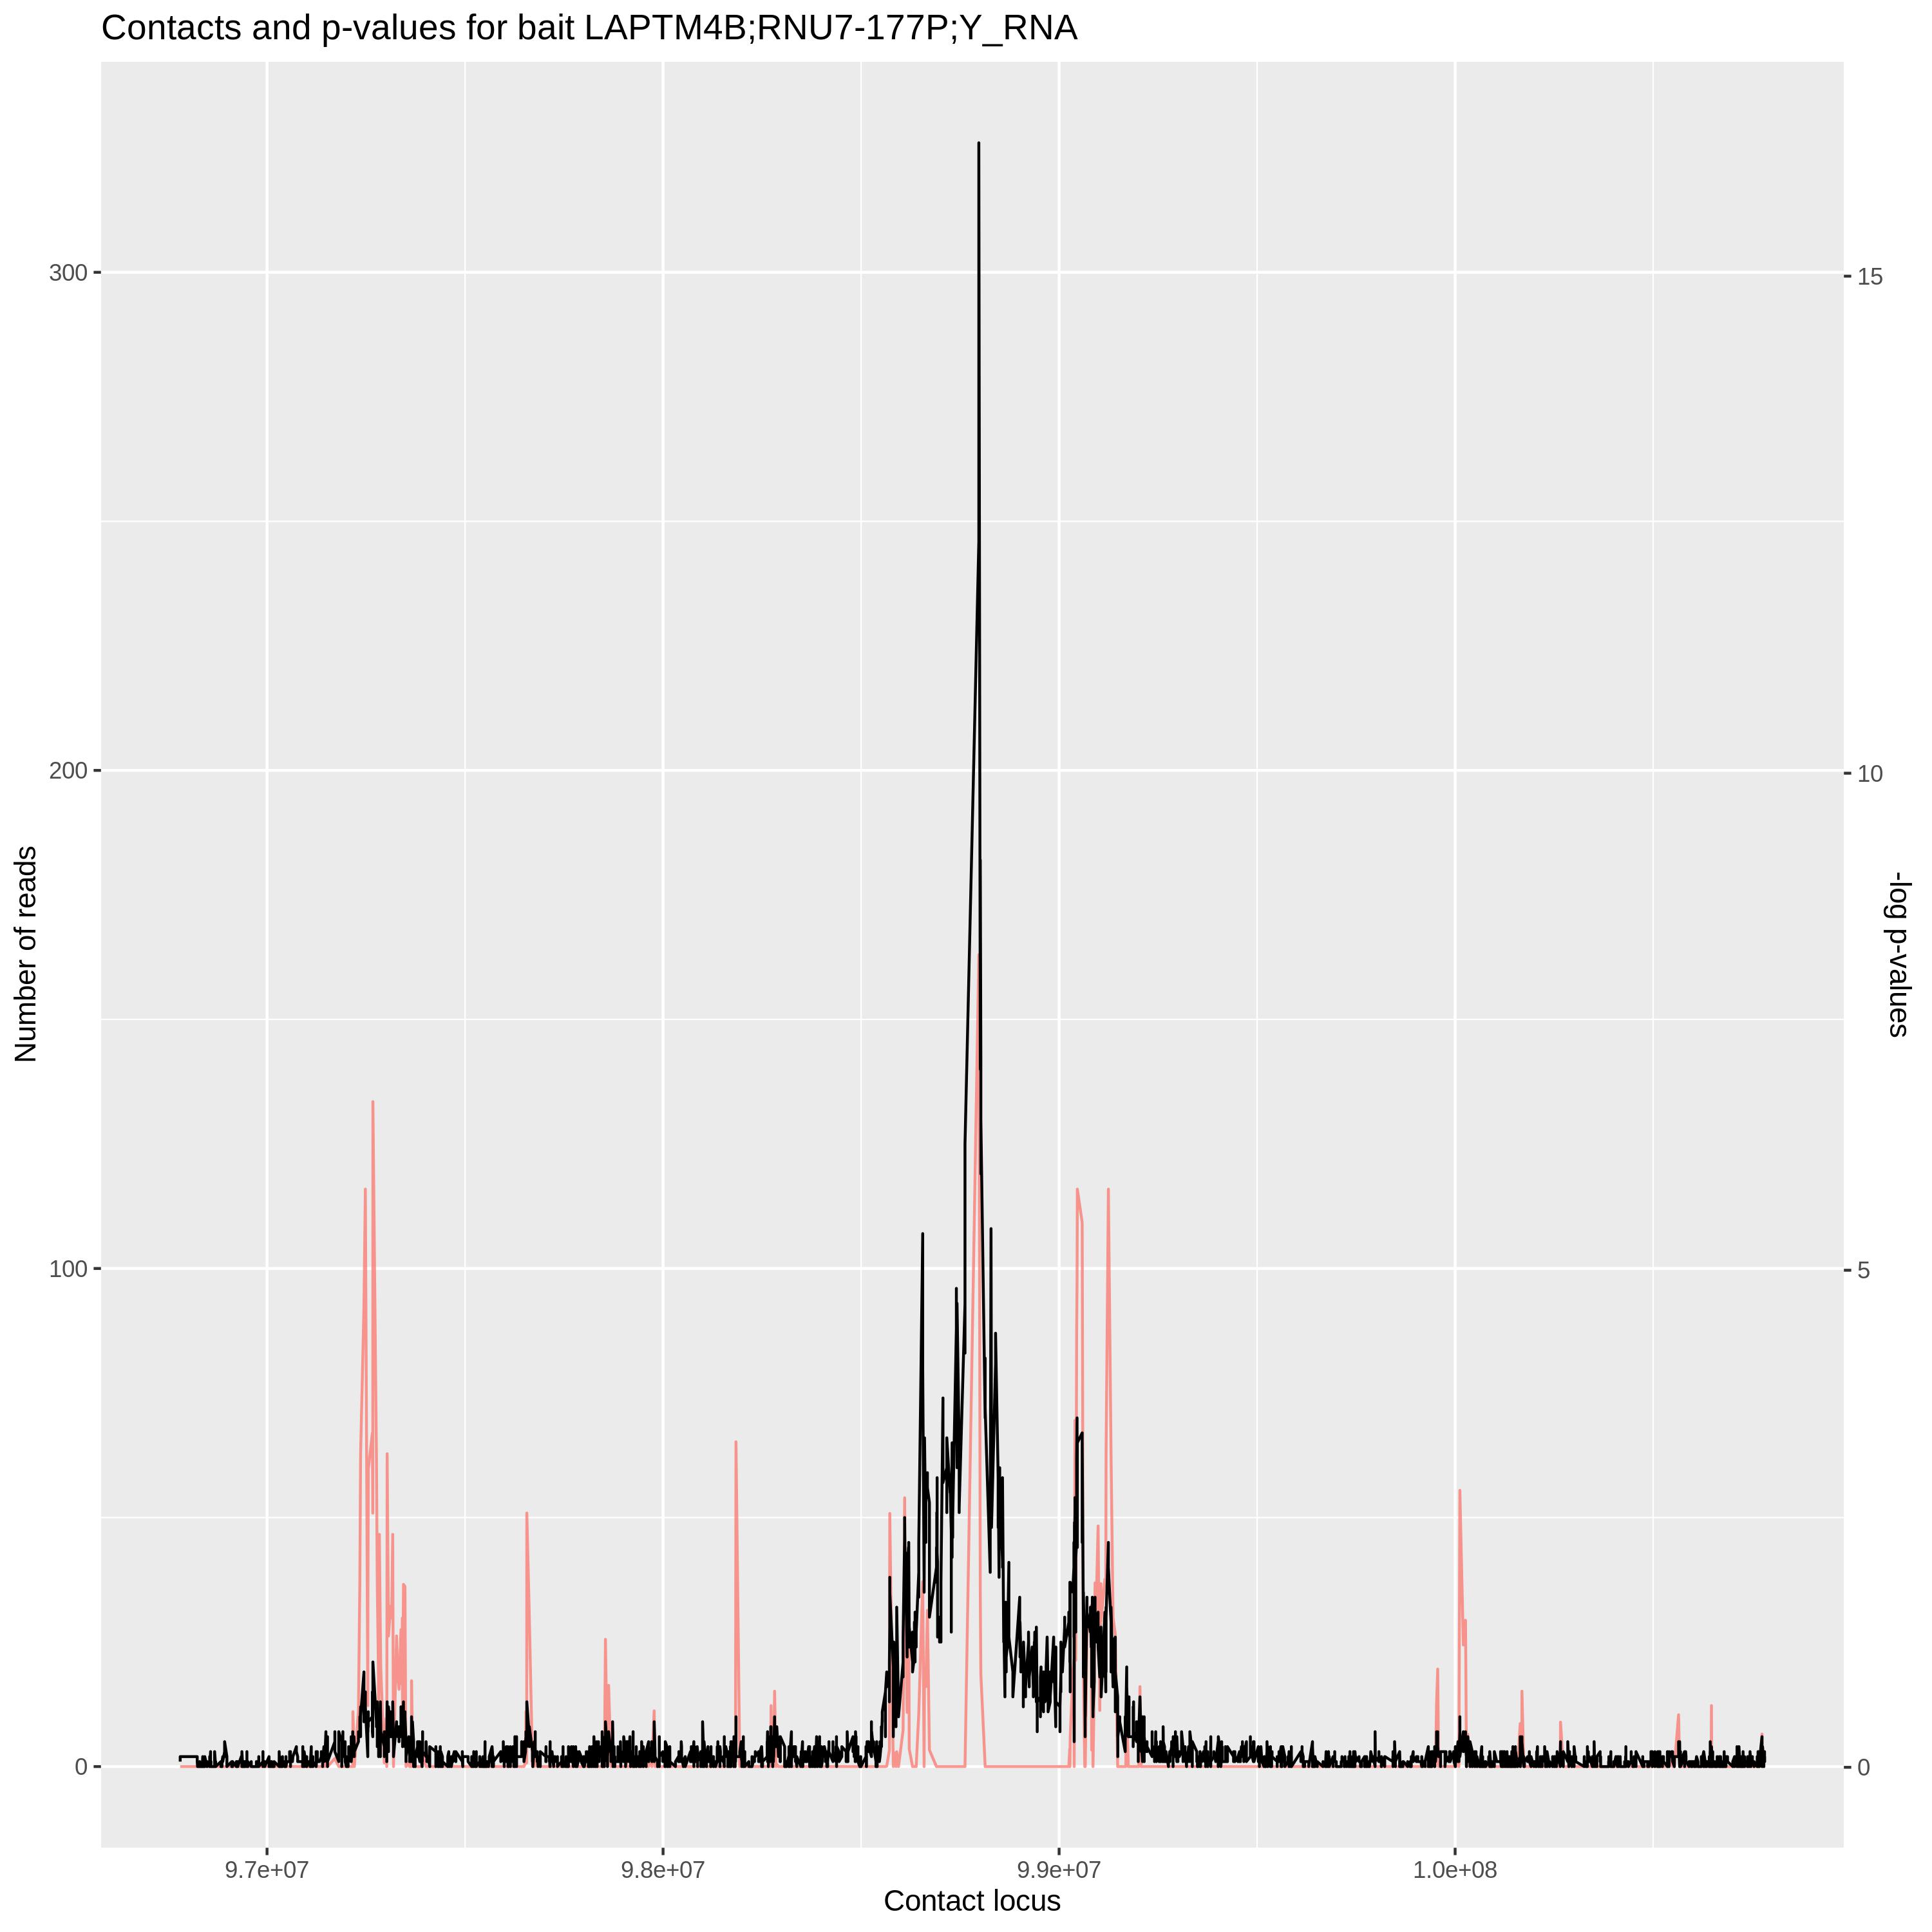 Contacts and p-values for bait LAPTM4B;RNU7-177P;Y_RNA
300
200
100
0
Number of reads
15
10
5
0
-log p-values
9.7e+07
9.8e+07
9.9e+07
1.0e+08
Contact locus